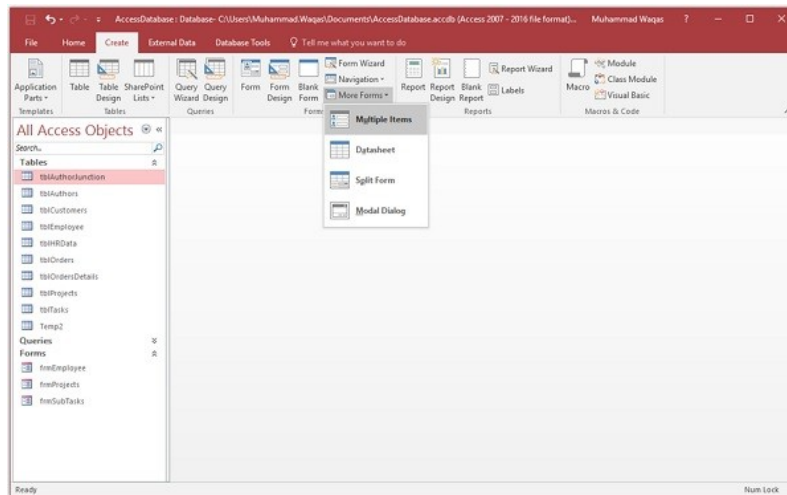 AccessDatabase : Database- C:\Users\Muhammad.Waqas\Documents\AccessDatabase.accdb (Access 2007 - 2016 file format)... Muhammad Waqas ?
File Home Create External Data Database Tools Tell me what you want to do
Application Parts
Table
Table Design
SharePoint Lists
Templates
Tables
Query Wizard
Query Design
Queries
Form
Form Design
Blank Form
Form Wizard
Navigation
More Forms
Forms
Report
Report Design
Blank Report
Report Wizard
Labels
Reports
Macro
Module
Class Module
Visual Basic
Macros & Code
Multiple Items
Datasheet
Split Form
Modal Dialog
All Access Objects
Search...
Tables
tblAuthorJunction
tblAuthors
tblCustomers
tblEmployee
tblHRData
tblOrders
tblOrdersDetails
tblProjects
tblTasks
Temp2
Queries
Forms
frmEmployee
frmProjects
frmSubTasks
Ready
Num Lock